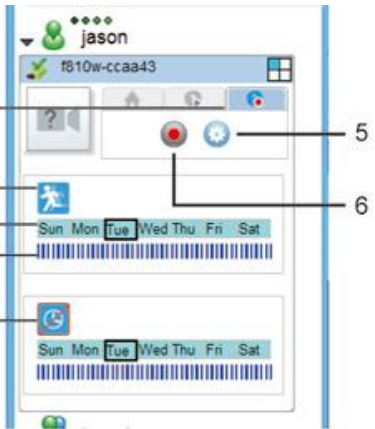 jason
f810w-ccaa43
?
5
6
Sun Mon Tue Wed Thu Fri Sat
Sun Mon Tue Wed Thu Fri Sat